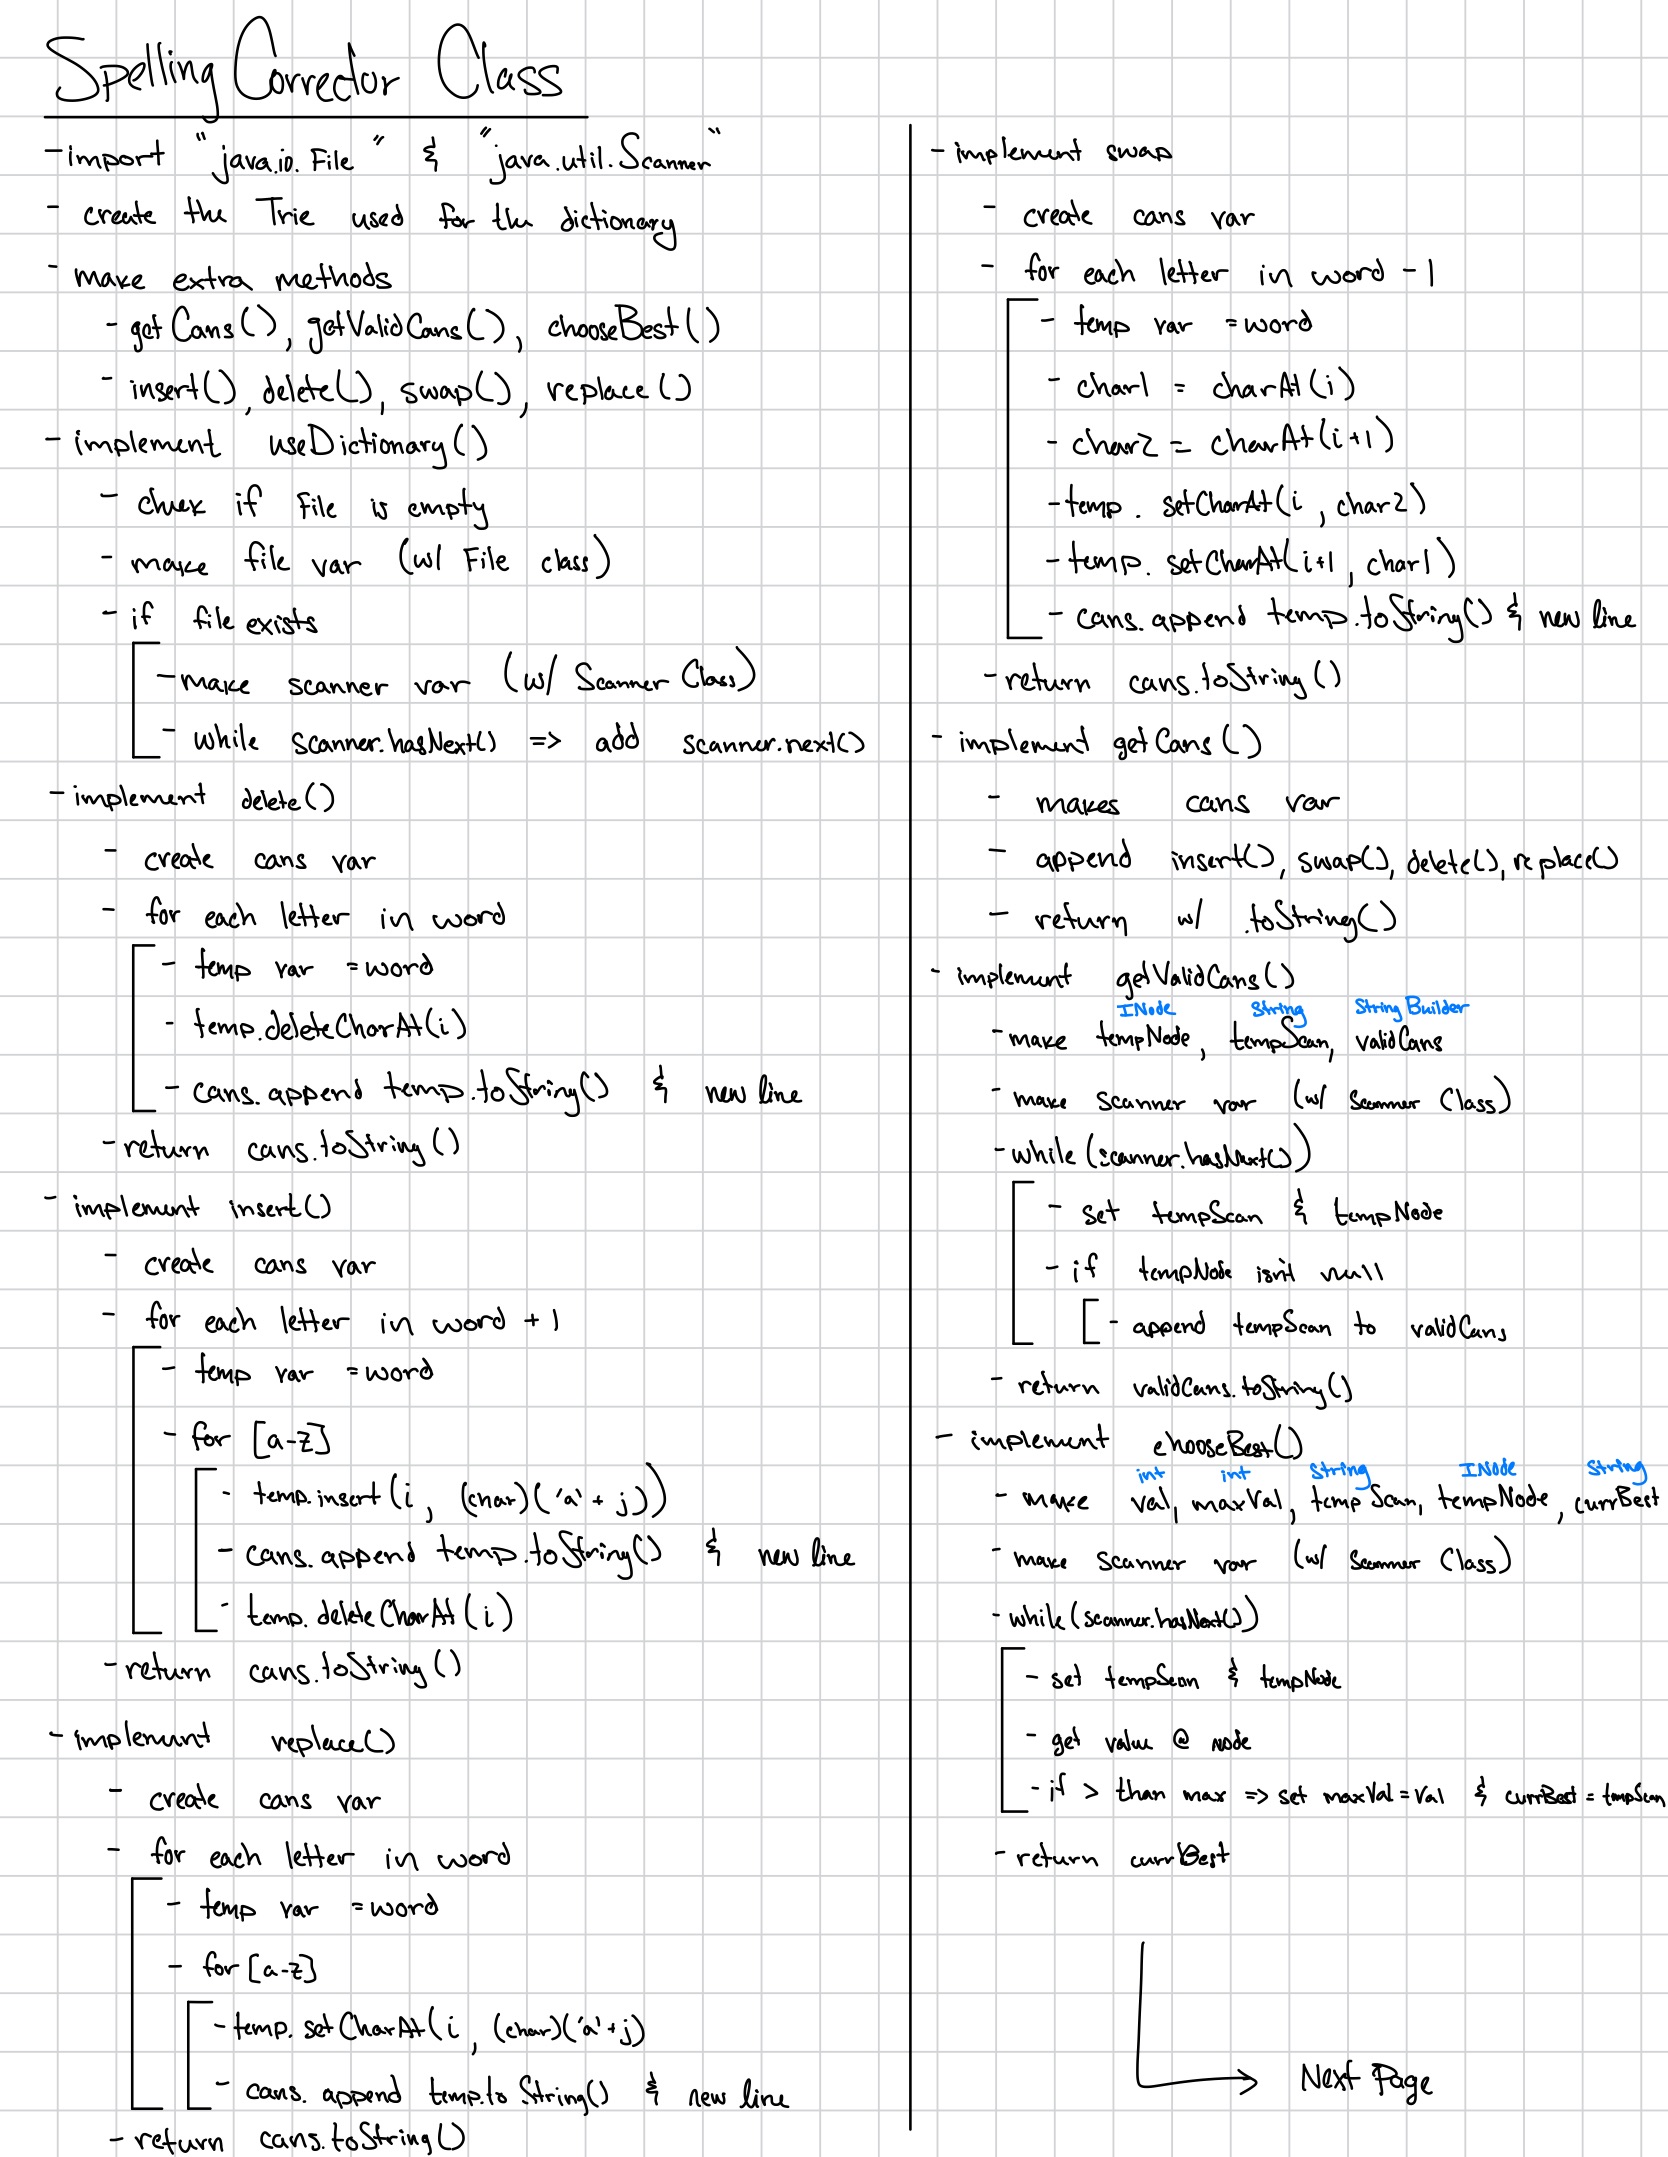 Spelling Corrector Class
- import "java.io.File" & "java.util.Scanner"
- create the Trie used for the dictionary
- make extra methods
- getCans(), getValidCans(), chooseBest()
- insert(), delete(), swap(), replace()
- implement useDictionary()
- check if File is empty
- make file var (w/ File class)
- if file exists
- make scanner var (w/ Scanner Class)
- while scanner.hasNext() => add scanner.next()
- implement delete()
- create cans var
- for each letter in word
- temp var = word
- temp.deleteCharAt(i)
- cans.append temp.toString() & new line
- return cans.toString()
- implement insert()
- create cans var
- for each letter in word + 1
- temp var = word
- for [a-z]
- temp.insert(i, (char)('a' + j))
- cans.append temp.toString() & new line
- temp.deleteCharAt(i)
- return cans.toString()
- implement replace()
- create cans var
- for each letter in word
- temp var = word
- for [a-z]
- temp.setCharAt(i, (char)('a'+j)
- cans.append temp.toString() & new line
- return cans.toString()
- implement swap
- create cans var
- for each letter in word - 1
- temp var = word
- char1 = charAt(i)
- char2 = charAt(i+1)
- temp.setCharAt(i, char2)
- temp.setCharAt(i+1, char1)
- cans.append temp.toString() & new line
- return cans.toString()
- implement getCans()
- makes cans var
- append insert(), swap(), delete(), replace()
- return w/ .toString()
- implement getValidCans()
INode String StringBuilder
- make tempNode, tempScan, validCans
- make scanner var (w/ Scanner Class)
- while(scanner.hasNext())
- set tempScan & tempNode
- if tempNode isn't null
- append tempScan to validCans
- return validCans.toString()
- implement chooseBest()
int int String INode String
- make val, maxVal, tempScan, tempNode, currBest
- make scanner var (w/ Scanner Class)
- while(scanner.hasNext())
- set tempScan & tempNode
- get value @ node
- if > than max => set maxVal = Val & currBest = tempScan
- return currBest
Next Page